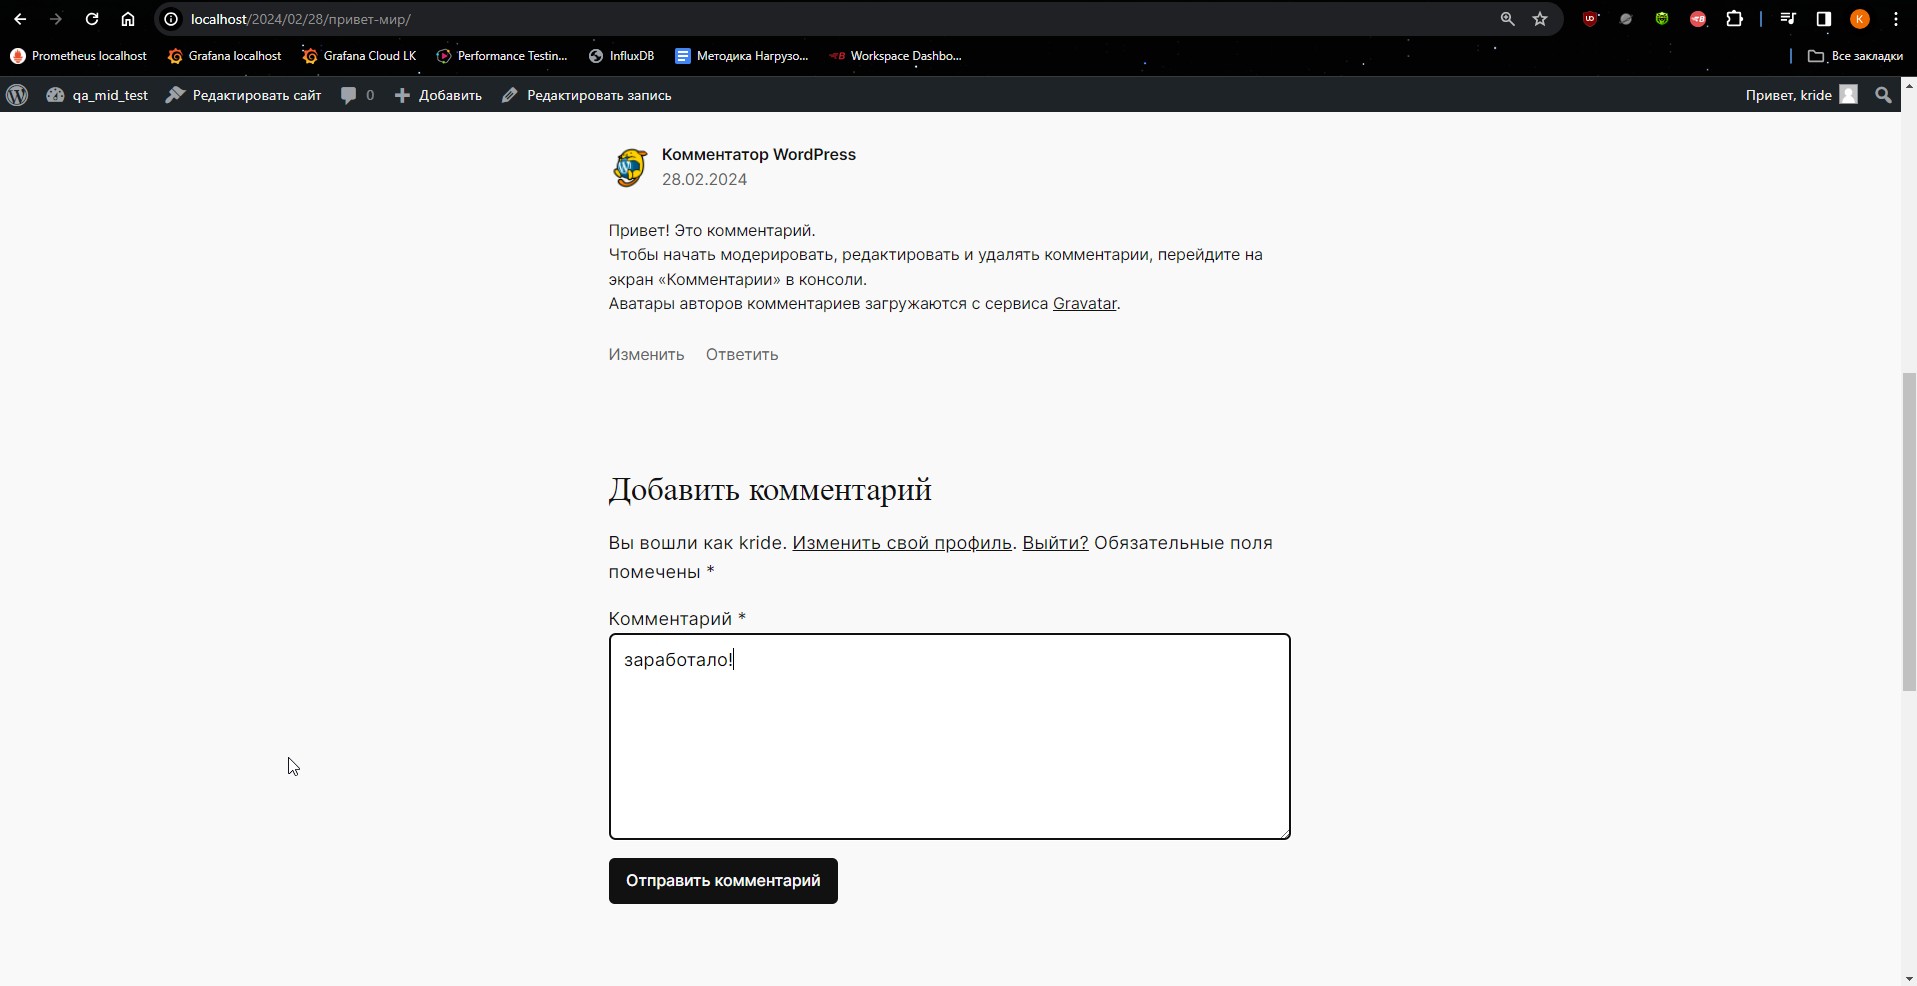 localhost/2024/02/28/привет-мир/
Prometheus localhost Grafana localhost Grafana Cloud LK Performance Testin... InfluxDB Методика Нагрузо... Workspace Dashbo... Все закладки
qa_mid_test Редактировать сайт 0 Добавить Редактировать запись Привет, kride
Комментатор WordPress
28.02.2024
Привет! Это комментарий.
Чтобы начать модерировать, редактировать и удалять комментарии, перейдите на
экран «Комментарии» в консоли.
Аватары авторов комментариев загружаются с сервиса Gravatar.
Изменить Ответить
Добавить комментарий
Вы вошли как kride. Изменить свой профиль. Выйти? Обязательные поля
помечены *
Комментарий *
заработало!
Отправить комментарий